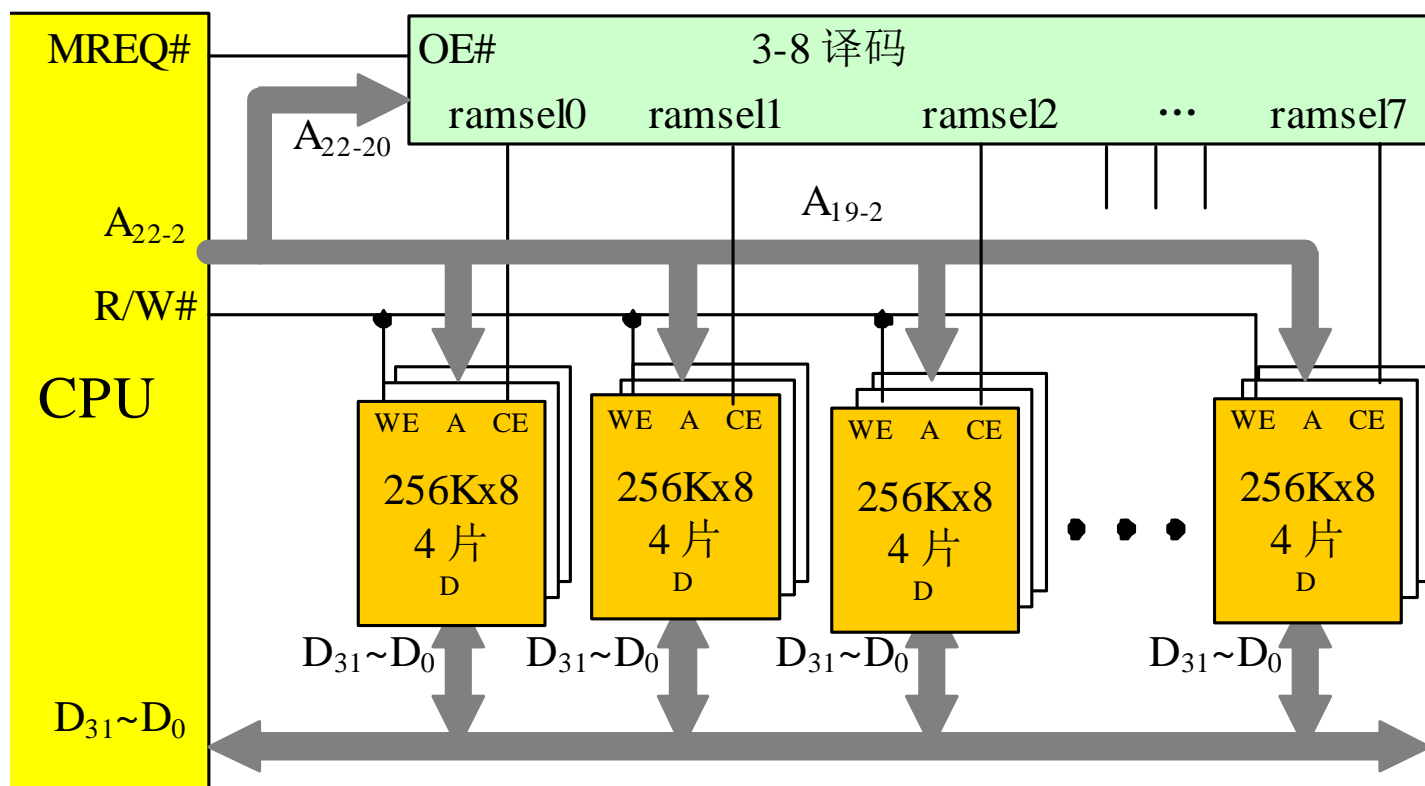 MREQ#
OE#
3-8 译码
ramsel0
ramsel1
ramsel2
...
ramsel7
A22-20
A22-2
A19-2
R/W#
CPU
WE A CE
256Kx8
4 片
D
WE A CE
256Kx8
4 片
D
WE A CE
256Kx8
4 片
D
WE A CE
256Kx8
4 片
D
D31~D0
D31~D0
D31~D0
D31~D0
D31~D0